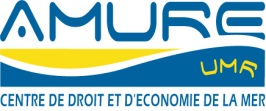 AMURE
UMR
CENTRE DE DROIT ET D'ECONOMIE DE LA MER